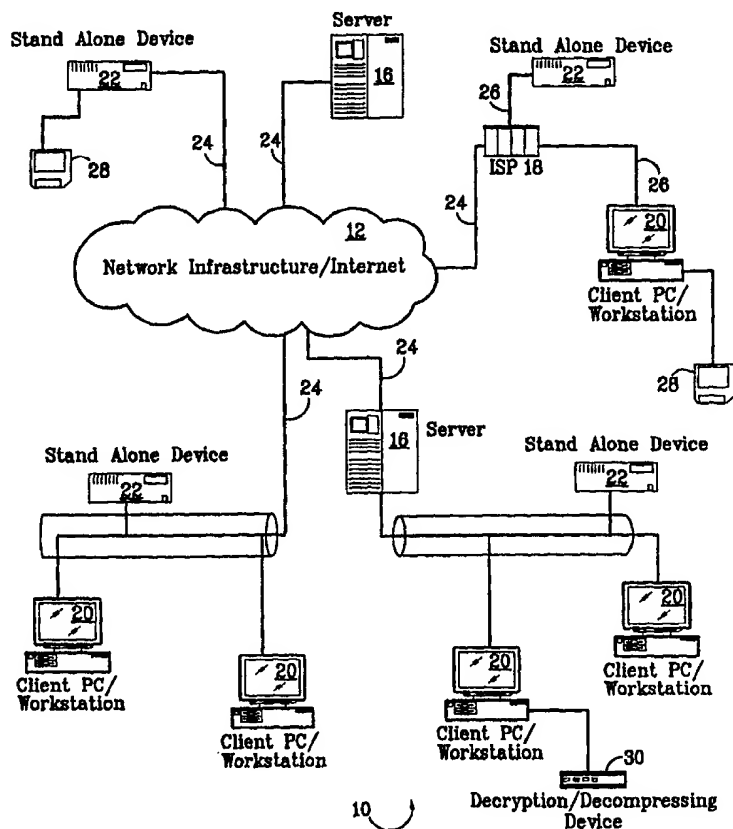 Server
Stand Alone Device
22
16
Stand Alone Device
22
26
28
24
24
ISP 18
24
26
12
Network Infrastructure/Internet
20
Client PC/
Workstation
24
24
28
16
Server
Stand Alone Device
22
Stand Alone Device
22
20
Client PC/
Workstation
20
Client PC/
Workstation
20
Client PC/
Workstation
20
Client PC/
Workstation
30
10
Decryption/Decompressing
Device